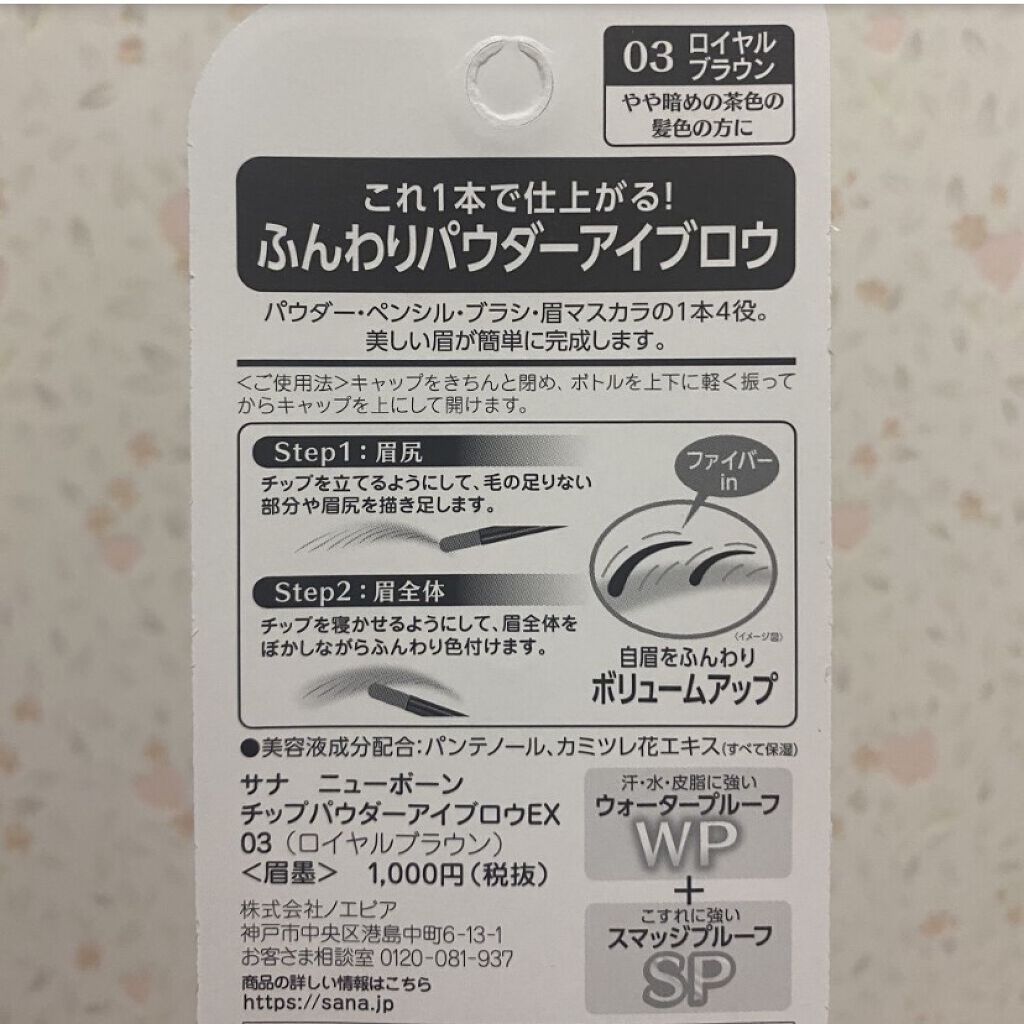 03 ロイヤル
ブラウン
やや暗めの茶色の
髪色の方に
これ1本で仕上がる!
ふんわりパウダーアイブロウ
パウダー・ペンシル・ブラシ・眉マスカラの1本4役。
美しい眉が簡単に完成します。
＜ご使用法＞キャップをきちんと閉め、ボトルを上下に軽く振って
からキャップを上にして開けます。
Step1：眉尻
チップを立てるようにして、毛の足りない
部分や眉尻を描き足します。
Step2：眉全体
チップを寝かせるようにして、眉全体を
ぼかしながらふんわり色付けます。
ファイバー
in
〈イメージ図〉
自眉をふんわり
ボリュームアップ
●美容液成分配合：パンテノール、カミツレ花エキス(すべて保湿)
サナ　ニューボーン
チップパウダーアイブロウEX
03（ロイヤルブラウン）
＜眉墨＞　1,000円（税抜）
株式会社ノエビア
神戸市中央区港島中町6-13-1
お客さま相談室 0120-081-937
商品の詳しい情報はこちら
https://sana.jp
汗・水・皮脂に強い
ウォータープルーフ
WP
+
こすれに強い
スマッジプルーフ
SP